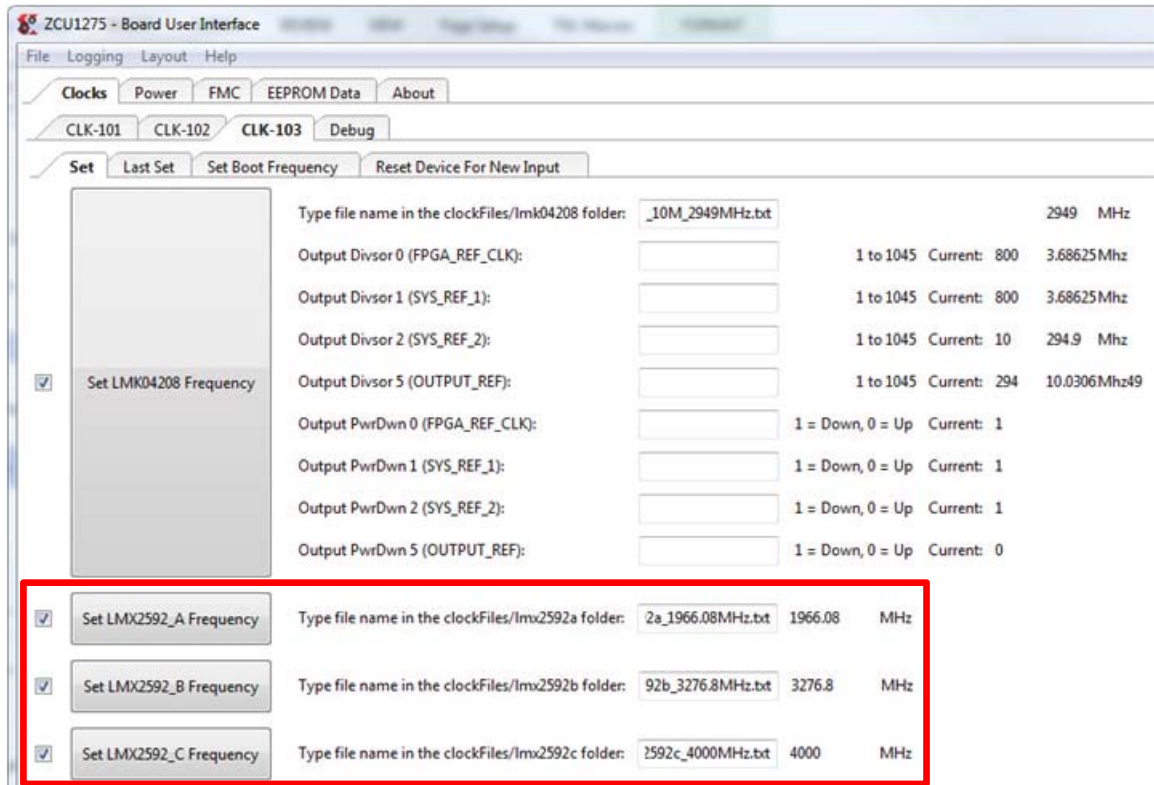 ZCU1275 - Board User Interface
File Logging Layout Help
Clocks Power FMC EEPROM Data About
CLK-101 CLK-102 CLK-103 Debug
Set Last Set Set Boot Frequency Reset Device For New Input
Type file name in the clockFiles/lmk04208 folder: _10M_2949MHz.txt 2949 MHz
Output Divsor 0 (FPGA_REF_CLK): 1 to 1045 Current: 800 3.68625Mhz
Output Divsor 1 (SYS_REF_1): 1 to 1045 Current: 800 3.68625Mhz
Output Divsor 2 (SYS_REF_2): 1 to 1045 Current: 10 294.9 Mhz
Set LMK04208 Frequency Output Divsor 5 (OUTPUT_REF): 1 to 1045 Current: 294 10.0306Mhz49
Output PwrDwn 0 (FPGA_REF_CLK): 1 = Down, 0 = Up Current: 1
Output PwrDwn 1 (SYS_REF_1): 1 = Down, 0 = Up Current: 1
Output PwrDwn 2 (SYS_REF_2): 1 = Down, 0 = Up Current: 1
Output PwrDwn 5 (OUTPUT_REF): 1 = Down, 0 = Up Current: 0
Set LMX2592_A Frequency Type file name in the clockFiles/lmx2592a folder: 2a_1966.08MHz.txt 1966.08 MHz
Set LMX2592_B Frequency Type file name in the clockFiles/lmx2592b folder: 92b_3276.8MHz.txt 3276.8 MHz
Set LMX2592_C Frequency Type file name in the clockFiles/lmx2592c folder: 2592c_4000MHz.txt 4000 MHz